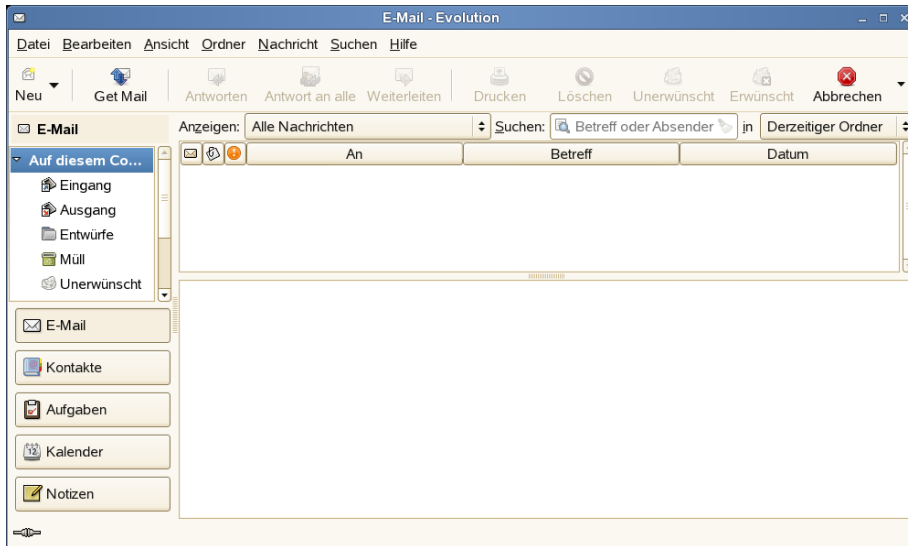 E-Mail - Evolution
Datei Bearbeiten Ansicht Ordner Nachricht Suchen Hilfe
Neu Get Mail Antworten Antwort an alle Weiterleiten Drucken Löschen Unerwünscht Erwünscht Abbrechen
E-Mail Anzeigen: Alle Nachrichten Suchen: Betreff oder Absender in Derzeitiger Ordner
Auf diesem Co... An Betreff Datum
Eingang
Ausgang
Entwürfe
Müll
Unerwünscht
E-Mail
Kontakte
Aufgaben
12 Kalender
Notizen